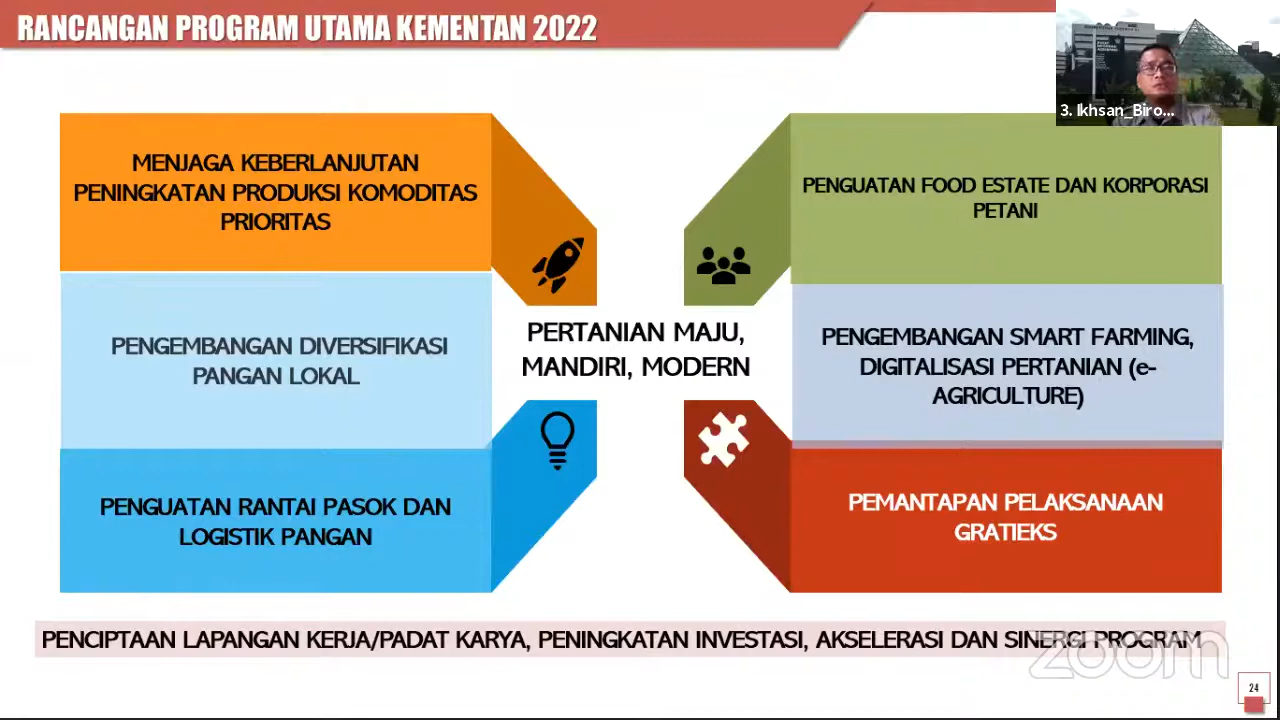 RANCANGAN PROGRAM UTAMA KEMENTAN 2022
3. Ikhsan_Biro...
MENJAGA KEBERLANJUTAN
PENINGKATAN PRODUKSI KOMODITAS
PRIORITAS
PENGUATAN FOOD ESTATE DAN KORPORASI
PETANI
PENGEMBANGAN DIVERSIFIKASI
PANGAN LOKAL
PERTANIAN MAJU,
MANDIRI, MODERN
PENGEMBANGAN SMART FARMING,
DIGITALISASI PERTANIAN (e-
AGRICULTURE)
PENGUATAN RANTAI PASOK DAN
LOGISTIK PANGAN
PEMANTAPAN PELAKSANAAN
GRATIEKS
PENCIPTAAN LAPANGAN KERJA/PADAT KARYA, PENINGKATAN INVESTASI, AKSELERASI DAN SINERGI PROGRAM
zoom
24